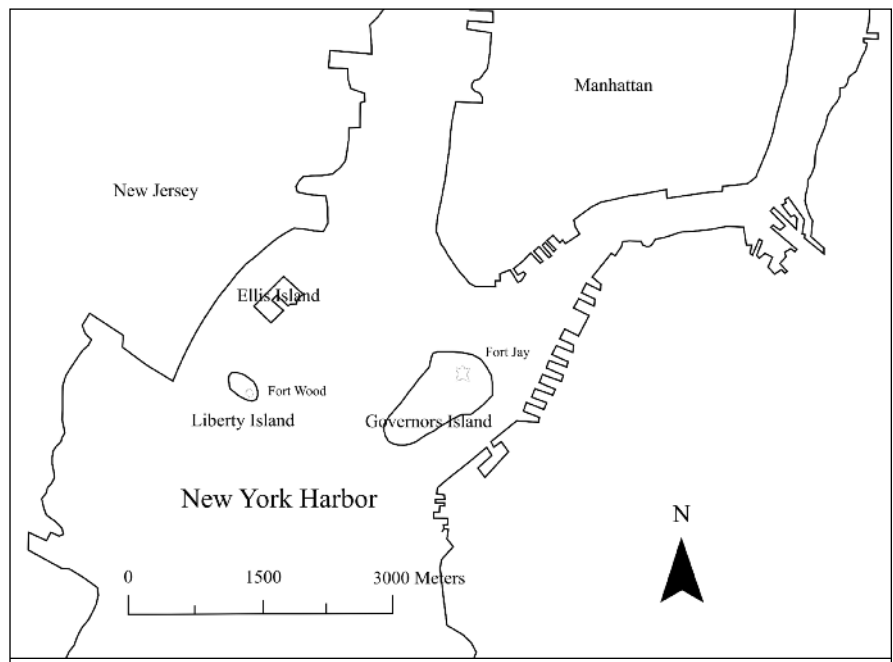 Manhattan
New Jersey
Ellis Island
Fort Jay
Fort Wood
Liberty Island
Governors Island
New York Harbor
N
0 1500 3000 Meters